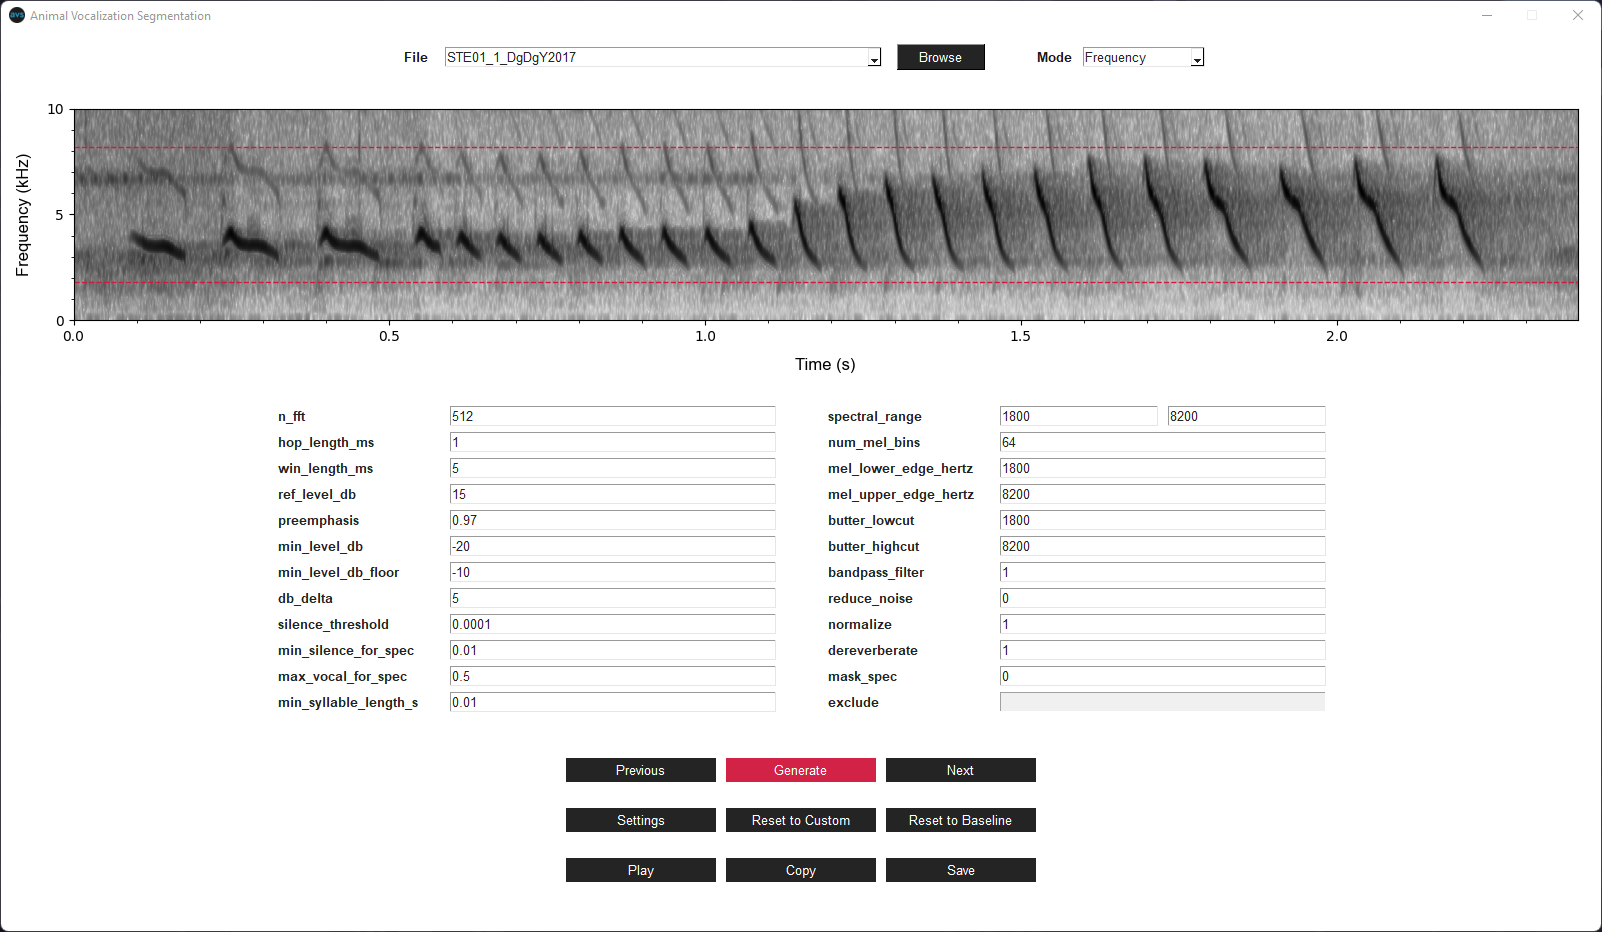 avs Animal Vocalization Segmentation
File STE01_1_DgDgY2017 Browse Mode Frequency
10
5
0
Frequency (kHz)
0.0 0.5 1.0 1.5 2.0
Time (s)
n_fft 512 spectral_range 1800 8200
hop_length_ms 1 num_mel_bins 64
win_length_ms 5 mel_lower_edge_hertz 1800
ref_level_db 15 mel_upper_edge_hertz 8200
preemphasis 0.97 butter_lowcut 1800
min_level_db -20 butter_highcut 8200
min_level_db_floor -10 bandpass_filter 1
db_delta 5 reduce_noise 0
silence_threshold 0.0001 normalize 1
min_silence_for_spec 0.01 dereverberate 1
max_vocal_for_spec 0.5 mask_spec 0
min_syllable_length_s 0.01 exclude
Previous Generate Next
Settings Reset to Custom Reset to Baseline
Play Copy Save